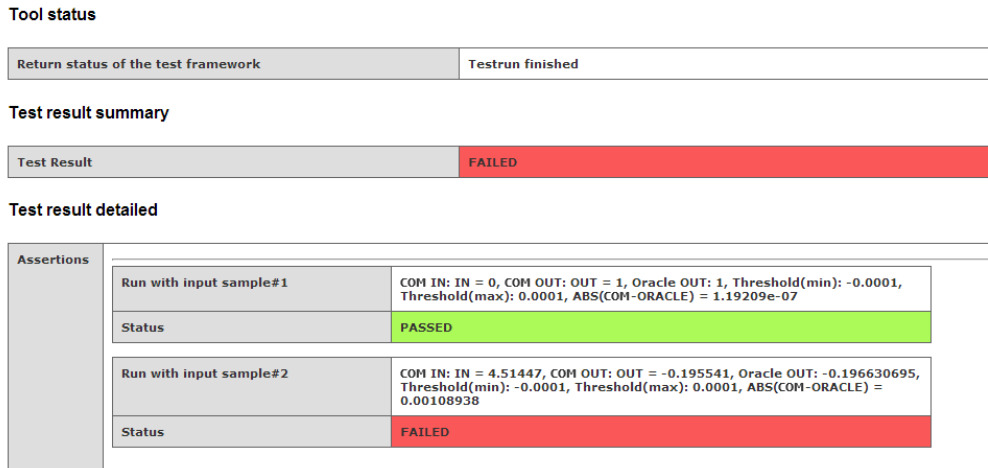 Tool status
Return status of the test framework
Testrun finished
Test result summary
Test Result
FAILED
Test result detailed
Assertions
Run with input sample#1
COM IN: IN = 0, COM OUT: OUT = 1, Oracle OUT: 1, Threshold(min): -0.0001,
Threshold(max): 0.0001, ABS(COM-ORACLE) = 1.19209e-07
Status
PASSED
Run with input sample#2
COM IN: IN = 4.51447, COM OUT: OUT = -0.195541, Oracle OUT: -0.196630695,
Threshold(min): -0.0001, Threshold(max): 0.0001, ABS(COM-ORACLE) =
0.00108938
Status
FAILED